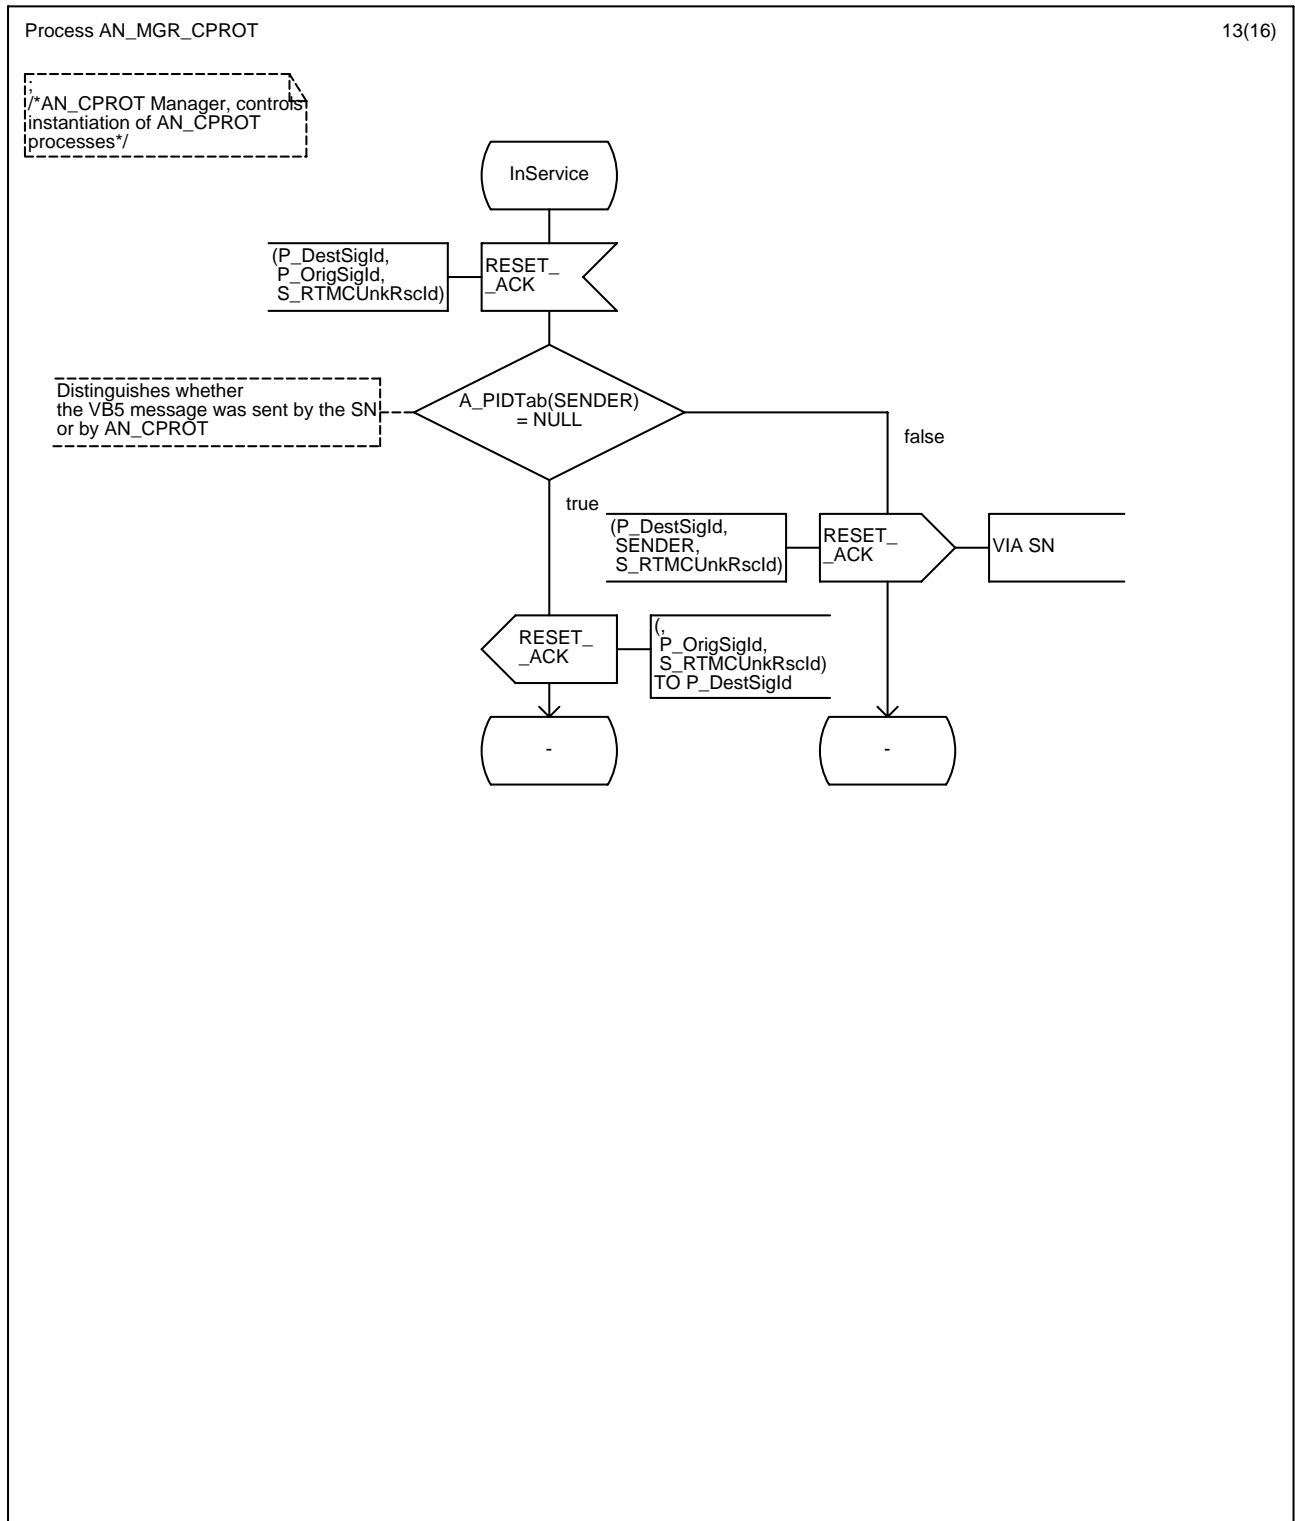 Process AN_MGR_CPROT
13(16)
;
/*AN_CPROT Manager, controls
instantiation of AN_CPROT
processes*/
InService
(P_DestSigId,
P_OrigSigId,
S_RTMCUnkRscId)
RESET_
_ACK
Distinguishes whether
the VB5 message was sent by the SN
or by AN_CPROT
A_PIDTab(SENDER)
= NULL
false
true
(P_DestSigId,
SENDER,
S_RTMCUnkRscId)
RESET_
_ACK
VIA SN
RESET_
_ACK
(,
P_OrigSigId,
S_RTMCUnkRscId)
TO P_DestSigId
-
-